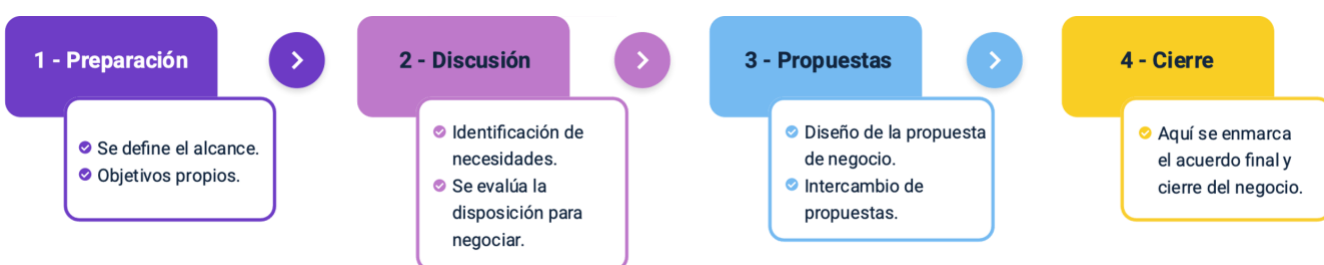 1 - Preparación
Se define el alcance.
Objetivos propios.
2 - Discusión
Identificación de
necesidades.
Se evalúa la
disposición para
negociar.
3 - Propuestas
Diseño de la propuesta
de negocio.
Intercambio de
propuestas.
4 - Cierre
Aquí se enmarca
el acuerdo final y
cierre del negocio.